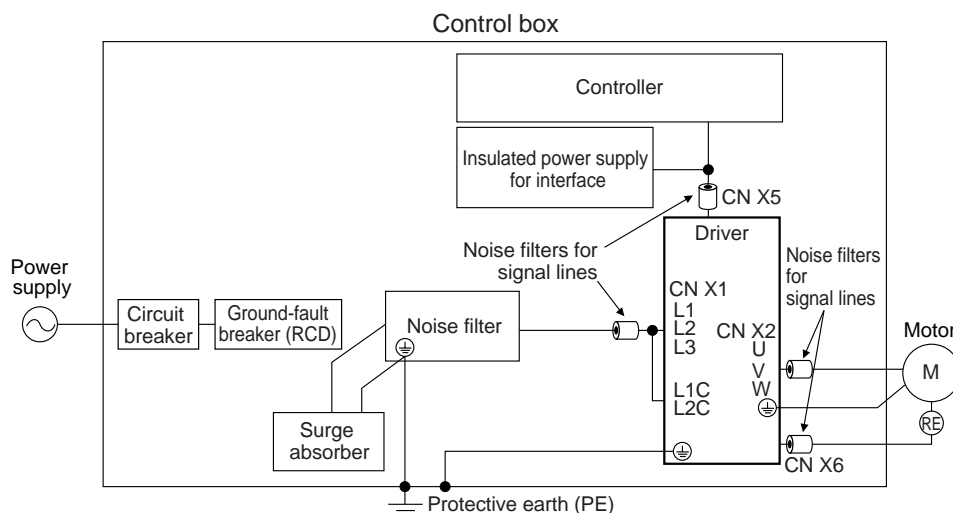 Control box
Controller
Insulated power supply
for interface
CN X5
Driver
Noise filters for
signal lines
Noise filters
for
signal lines
Power
supply
Circuit
breaker
Ground-fault
breaker (RCD)
Noise filter
CN X1
L1
L2
L3
L1C
L2C
CN X2
U
V
W
Motor
M
RE
Surge
absorber
CN X6
Protective earth (PE)